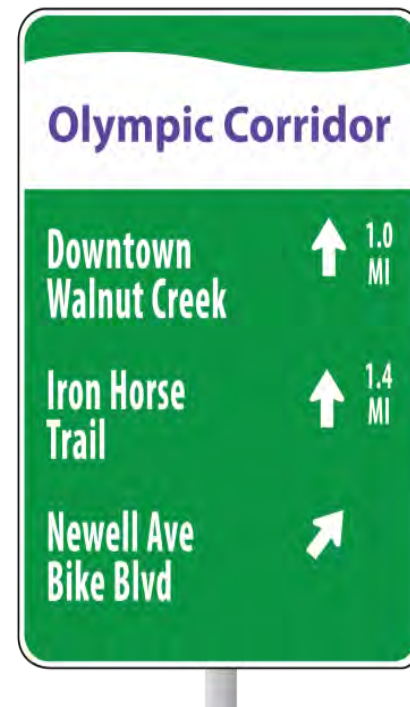 Olympic Corridor
Downtown
Walnut Creek
1.0
MI
Iron Horse
Trail
1.4
MI
Newell Ave
Bike Blvd